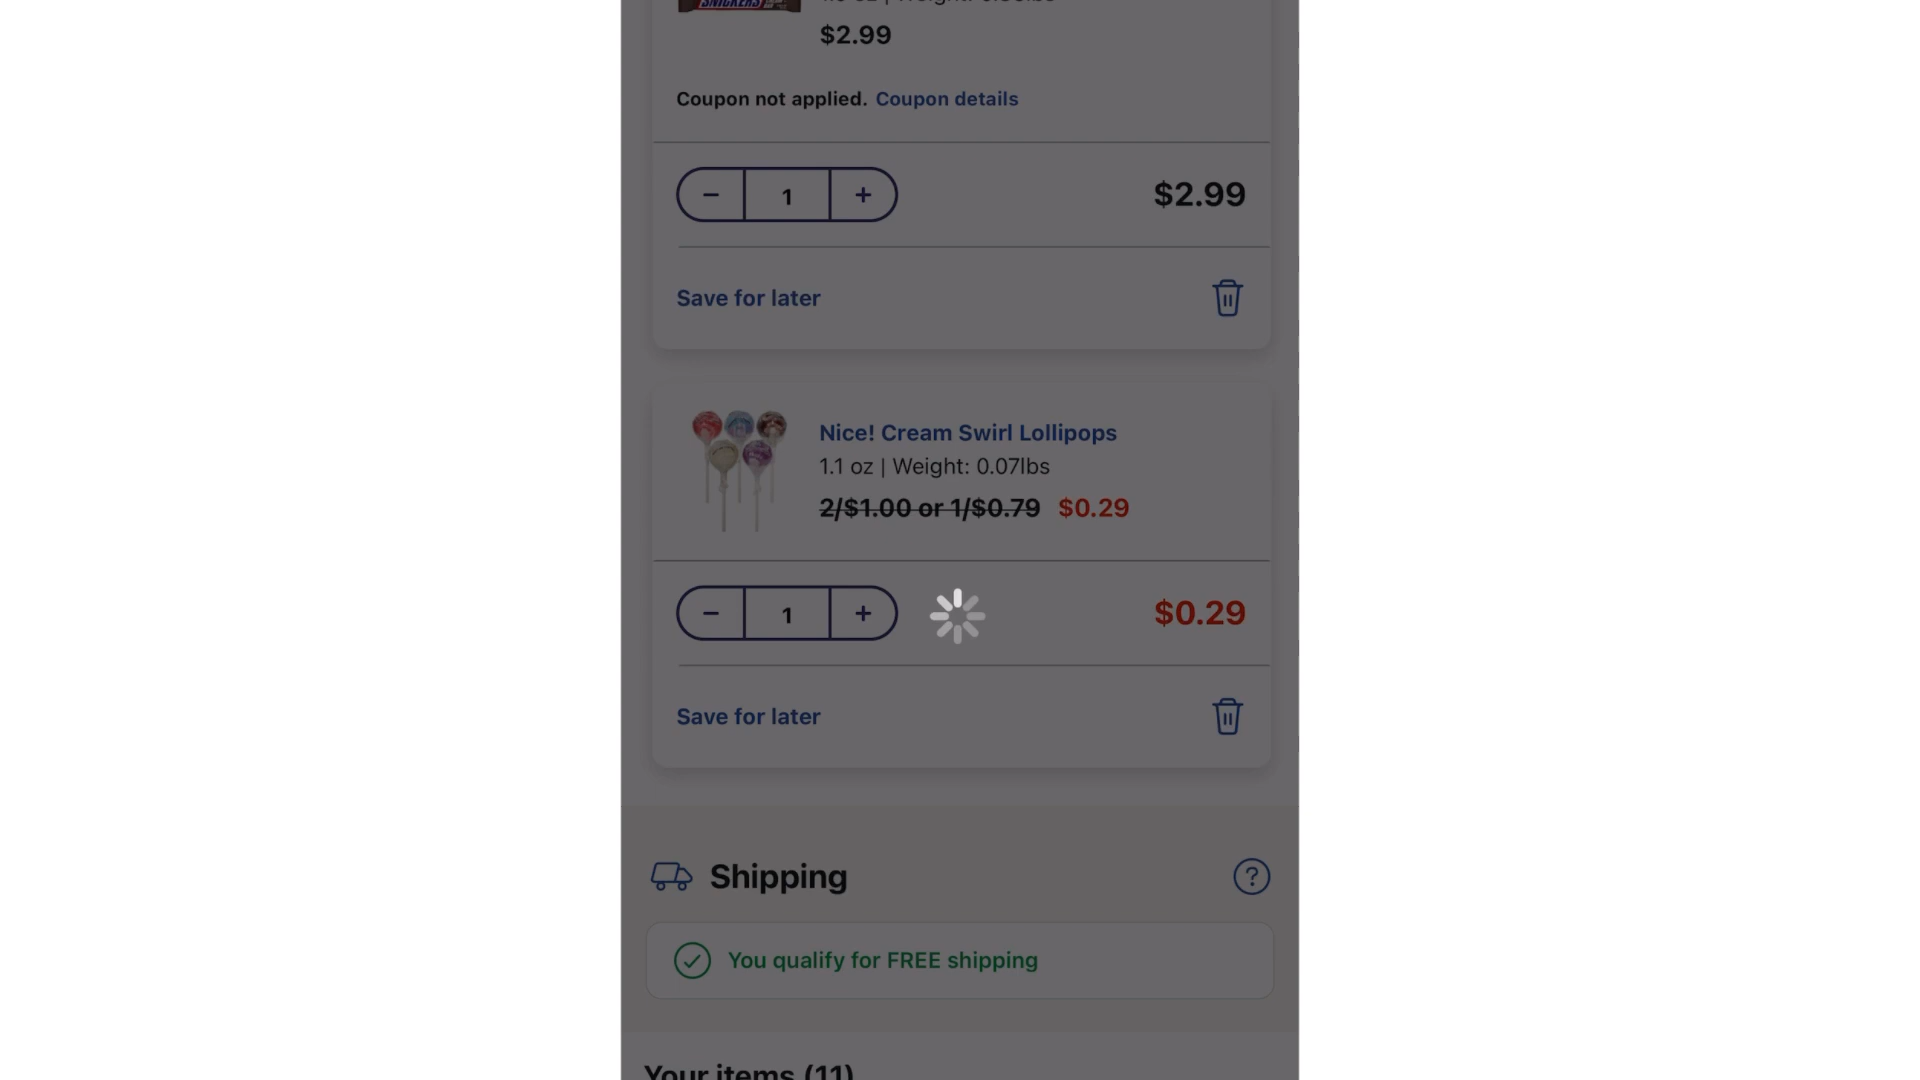 SNICKERS
$2.99
Coupon not applied. Coupon details
− 1 +
$2.99
Save for later
Nice! Cream Swirl Lollipops
1.1 oz | Weight: 0.07lbs
2/$1.00 or 1/$0.79 $0.29
− 1 +
$0.29
Save for later
Shipping
?
You qualify for FREE shipping
Your items (11)